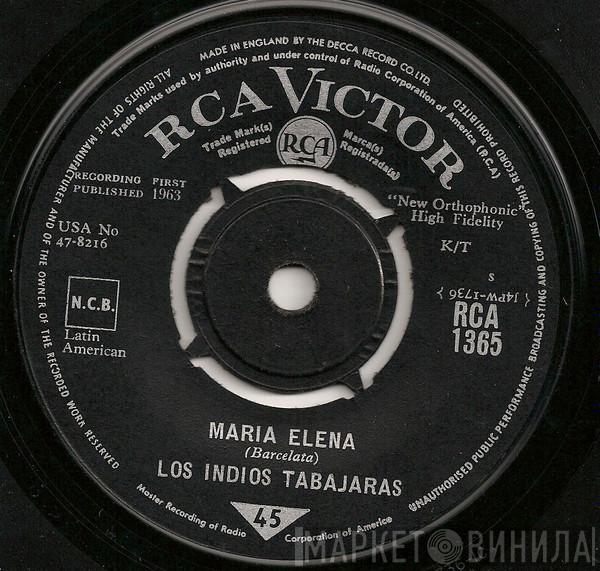 MADE IN ENGLAND BY THE DECCA RECORD CO. LTD.
Trade Marks used by authority and under control of Radio Corporation of America (R.C.A.)
RCA VICTOR
Trade Mark(s)
Registered
RCA
Marca(s)
Registrada(s)
RECORDING FIRST
PUBLISHED 1963
USA No
47-8216
N.C.B.
Latin
American
"New Orthophonic"
High Fidelity
K/T
S
{ J4PW-1736 }
RCA
1365
MARIA ELENA
(Barcelata)
LOS INDIOS TABAJARAS
45
Master Recording of Radio Corporation of America
ALL RIGHTS OF THE MANUFACTURER AND OF THE OWNER OF THE RECORDED WORK RESERVED
UNAUTHORISED PUBLIC PERFORMANCE BROADCASTING AND COPYING OF THIS RECORD PROHIBITED
МАРКЕТ ВИНИЛА